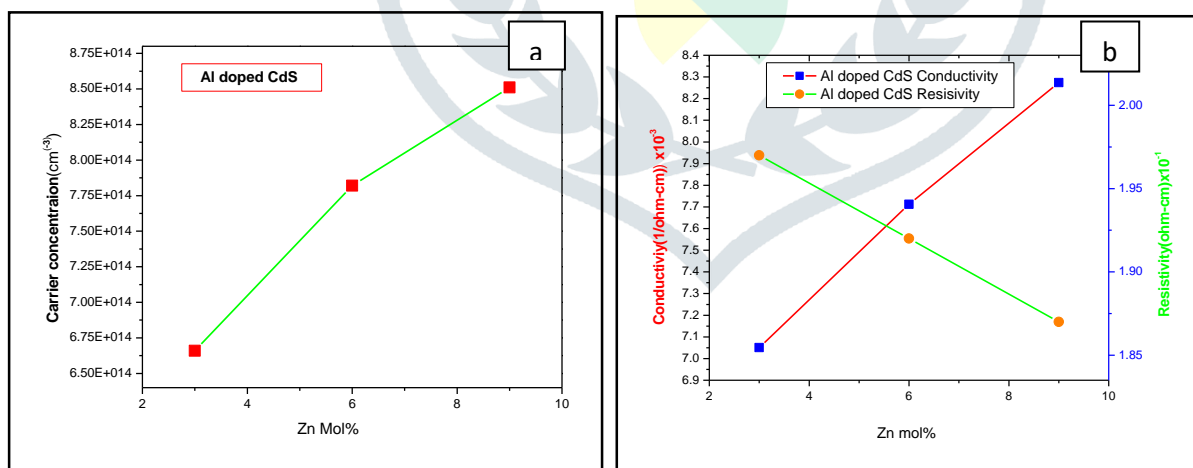 a
Al doped CdS
Carrier concentraion(cm(-3))
8.75E+014
8.50E+014
8.25E+014
8.00E+014
7.75E+014
7.50E+014
7.25E+014
7.00E+014
6.75E+014
6.50E+014
2 4 6 8 10
Zn Mol%
b
Al doped CdS Conductivity
Al doped CdS Resisivity
Conductiviy(1/ohm-cm)) x10-3
8.4
8.3
8.2
8.1
8.0
7.9
7.8
7.7
7.6
7.5
7.4
7.3
7.2
7.1
7.0
6.9
2 4 6 8 10
Zn mol%
2.00
1.95
1.90
1.85
Resistivity(ohm-cm)x10-1